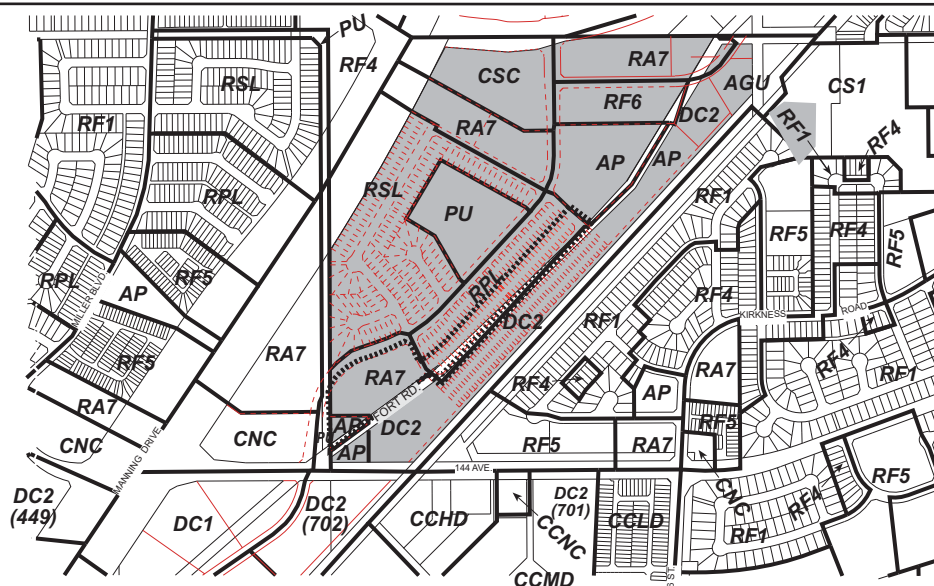 PU
RF4
RSL
RF1
CSC
RA7
AGU
CS1
RF6
DC2
RF1
RF4
RA7
AP
AP
RSL
RPL
PU
RF1
RF5
RF4
RF5
RPL
RF5
AP
MILLER BLVD.
RPL
RF4
DC2
KIRKNESS
ROAD
RF1
RF5
RA7
RA7
RF4
RA7
RF4
RF1
AP
FORT RD.
RA7
CNC
CNC
AP
DC2
AP
RF5
RF5
RA7
RF5
MANNING DRIVE
144 AVE.
DC2
(449)
DC1
DC2
(702)
CCHD
CCNC
DC2
(701)
CCLD
CNC
RF1
RF4
CCMD